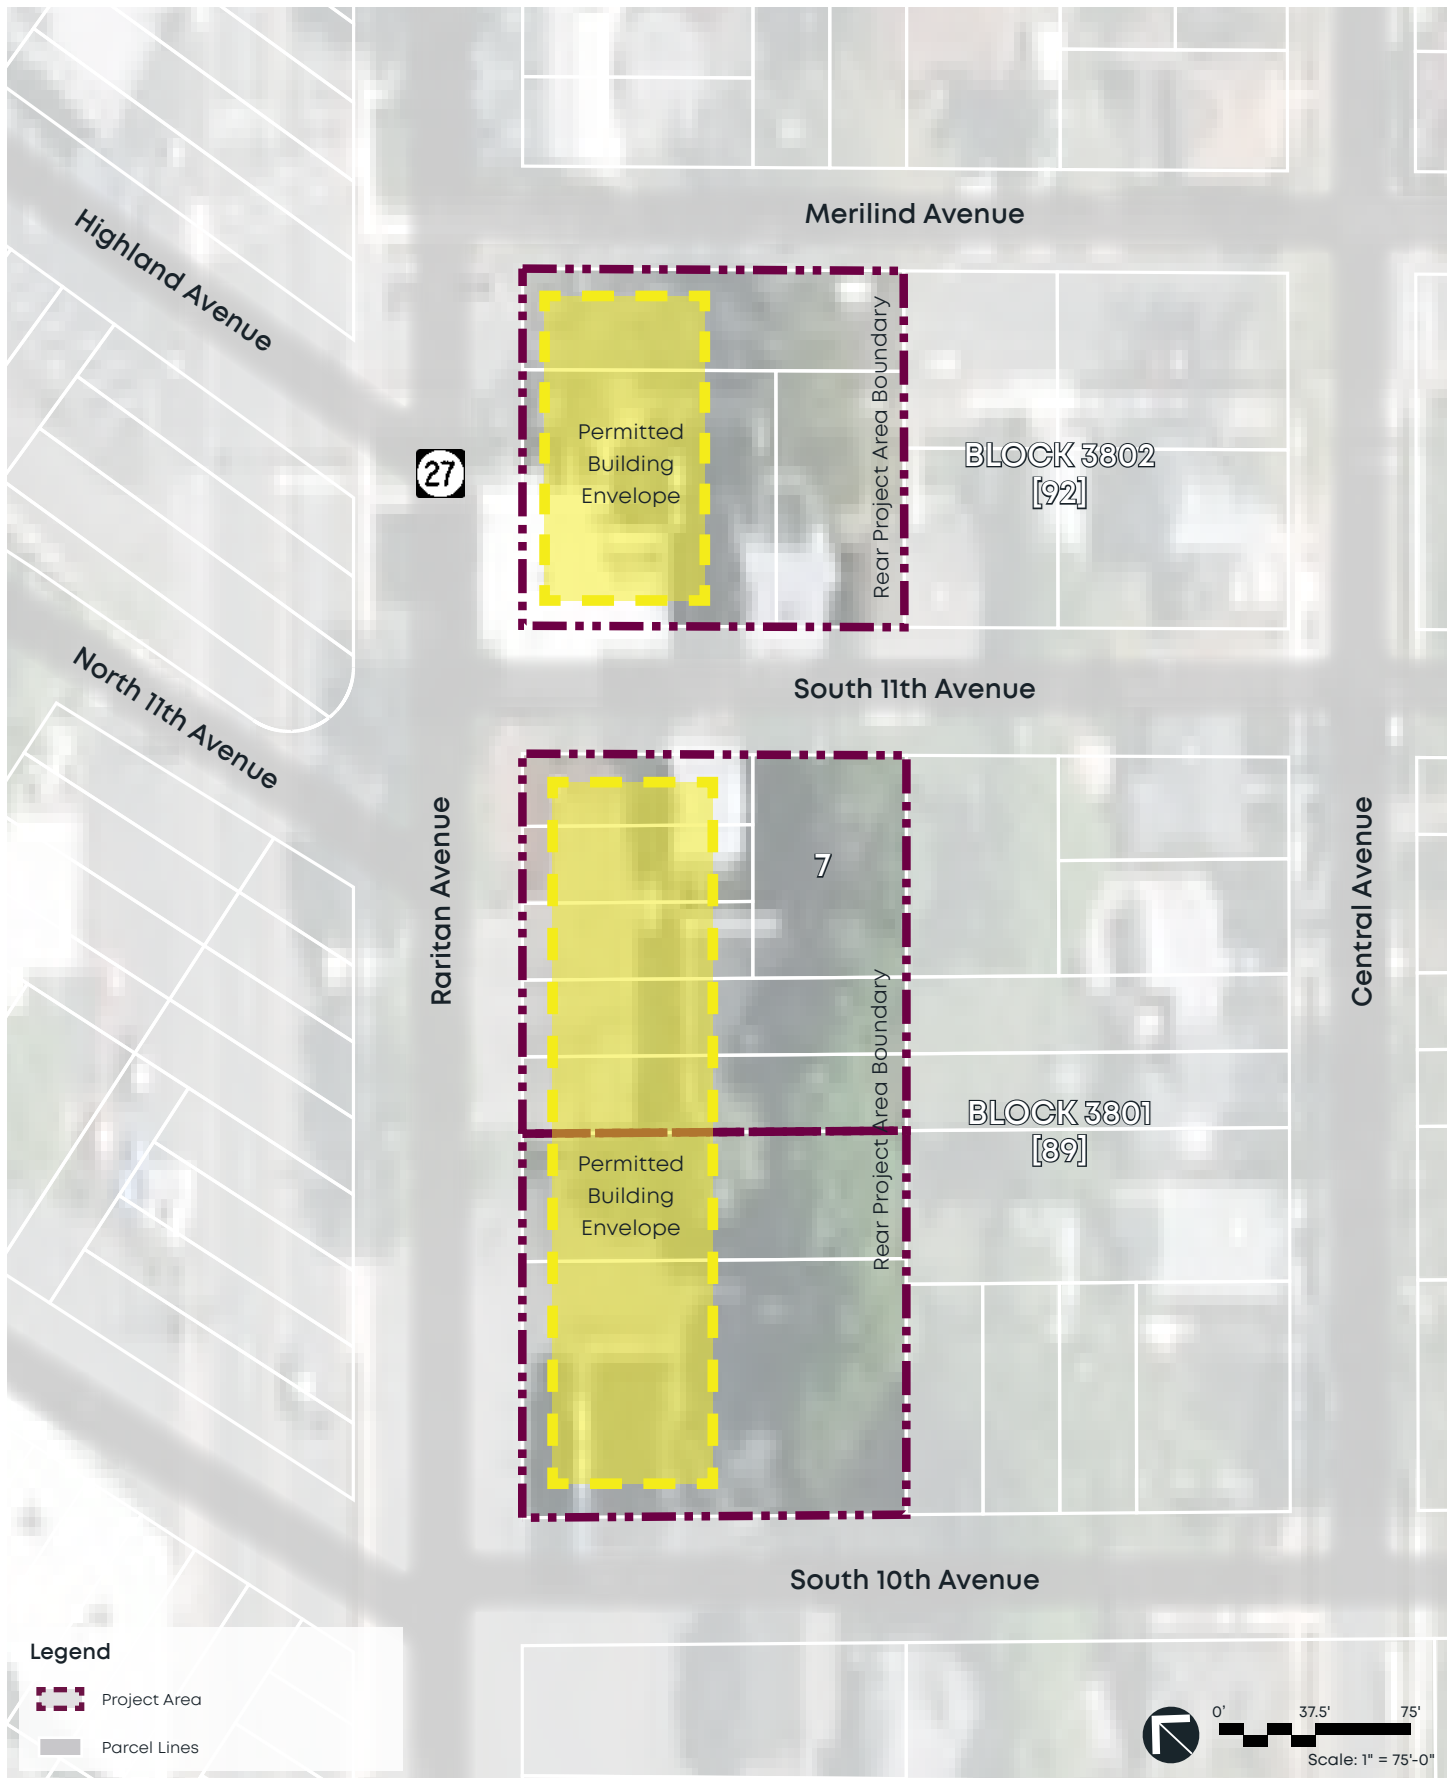 Merilind Avenue
Highland Avenue
Permitted
Building
Envelope
Rear Project Area Boundary
BLOCK 3802
[92]
27
South 11th Avenue
North 11th Avenue
Raritan Avenue
7
Central Avenue
Rear Project Area Boundary
BLOCK 3801
[89]
Permitted
Building
Envelope
South 10th Avenue
Legend
Project Area
Parcel Lines
0' 37.5' 75'
Scale: 1" = 75'-0"